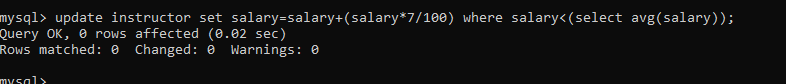 mysql> update instructor set salary=salary+(salary*7/100) where salary<(select avg(salary));
Query OK, 0 rows affected (0.02 sec)
Rows matched: 0  Changed: 0  Warnings: 0
mysql>